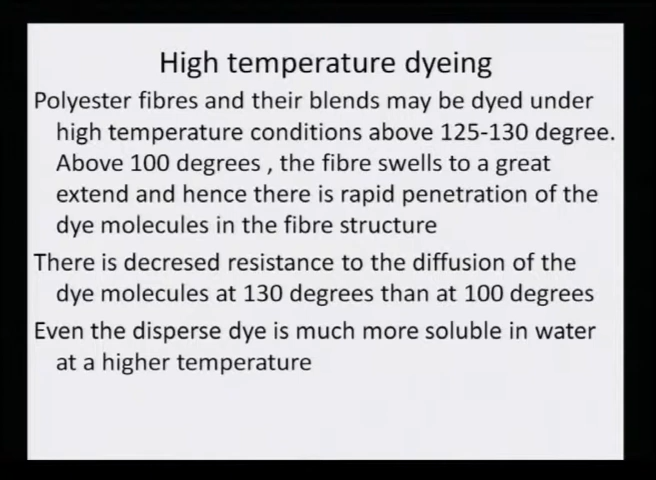 High temperature dyeing
Polyester fibres and their blends may be dyed under
high temperature conditions above 125-130 degree.
Above 100 degrees , the fibre swells to a great
extend and hence there is rapid penetration of the
dye molecules in the fibre structure
There is decresed resistance to the diffusion of the
dye molecules at 130 degrees than at 100 degrees
Even the disperse dye is much more soluble in water
at a higher temperature